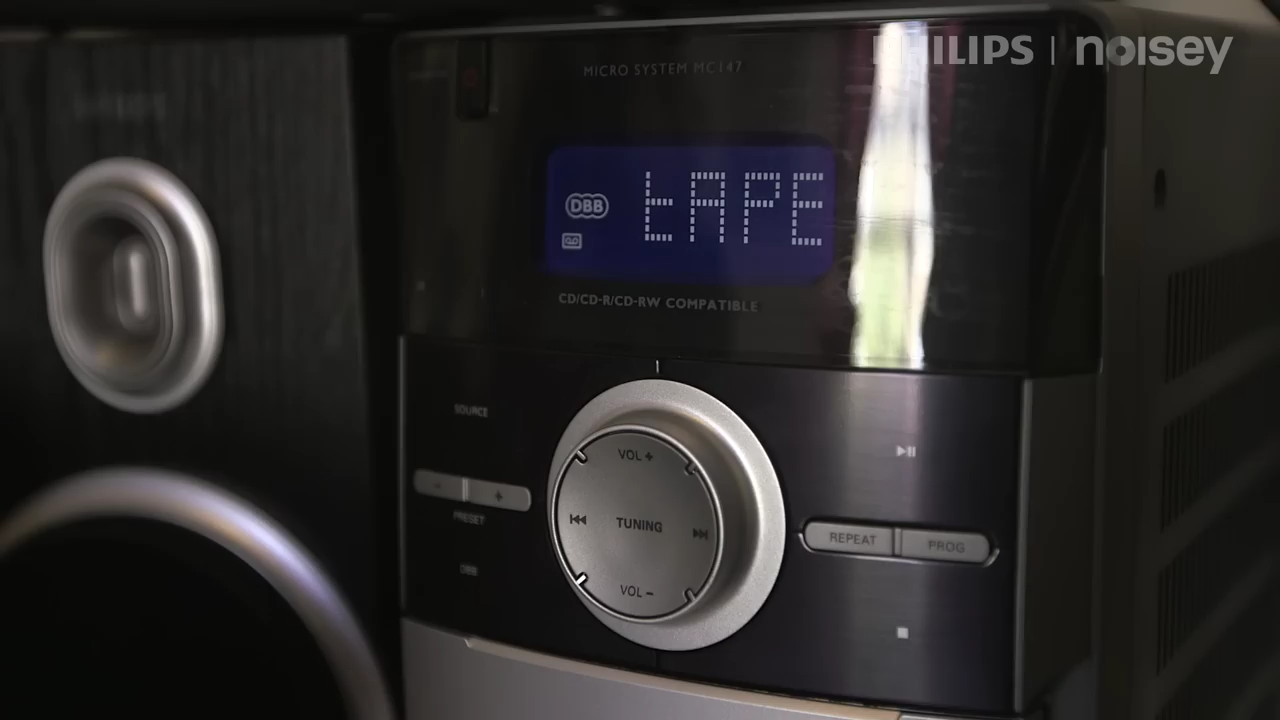 PHILIPS | noisey
MICRO SYSTEM MC147
DBB
tAPE
CD/CD-R/CD-RW COMPATIBLE
SOURCE
VOL +
- +
PRESET
TUNING
REPEAT PROG
DBB
VOL -